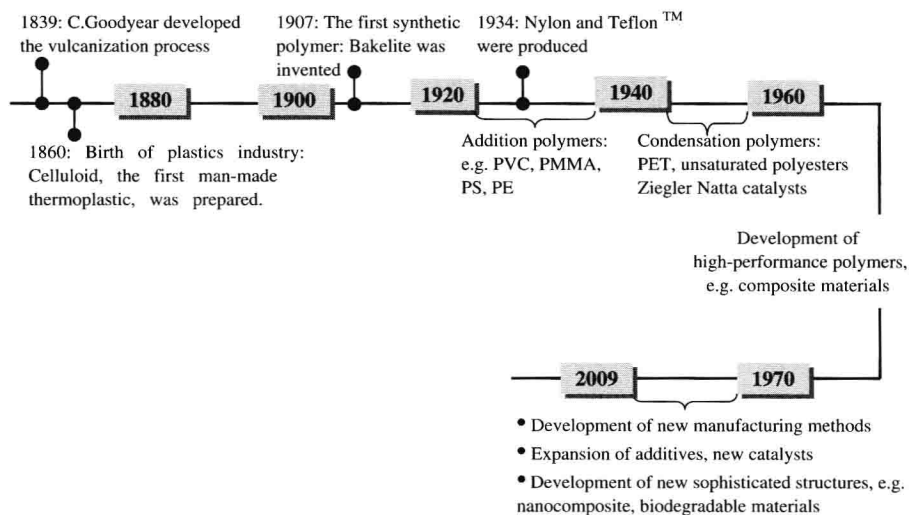 1839: C.Goodyear developed
the vulcanization process
1907: The first synthetic
polymer: Bakelite was
invented
1934: Nylon and Teflon ™
were produced
1880
1900
1920
1940
1960
1860: Birth of plastics industry:
Celluloid, the first man-made
thermoplastic, was prepared.
Addition polymers:
e.g. PVC, PMMA,
PS, PE
Condensation polymers:
PET, unsaturated polyesters
Ziegler Natta catalysts
Development of
high-performance polymers,
e.g. composite materials
2009
1970
• Development of new manufacturing methods
• Expansion of additives, new catalysts
• Development of new sophisticated structures, e.g.
nanocomposite, biodegradable materials